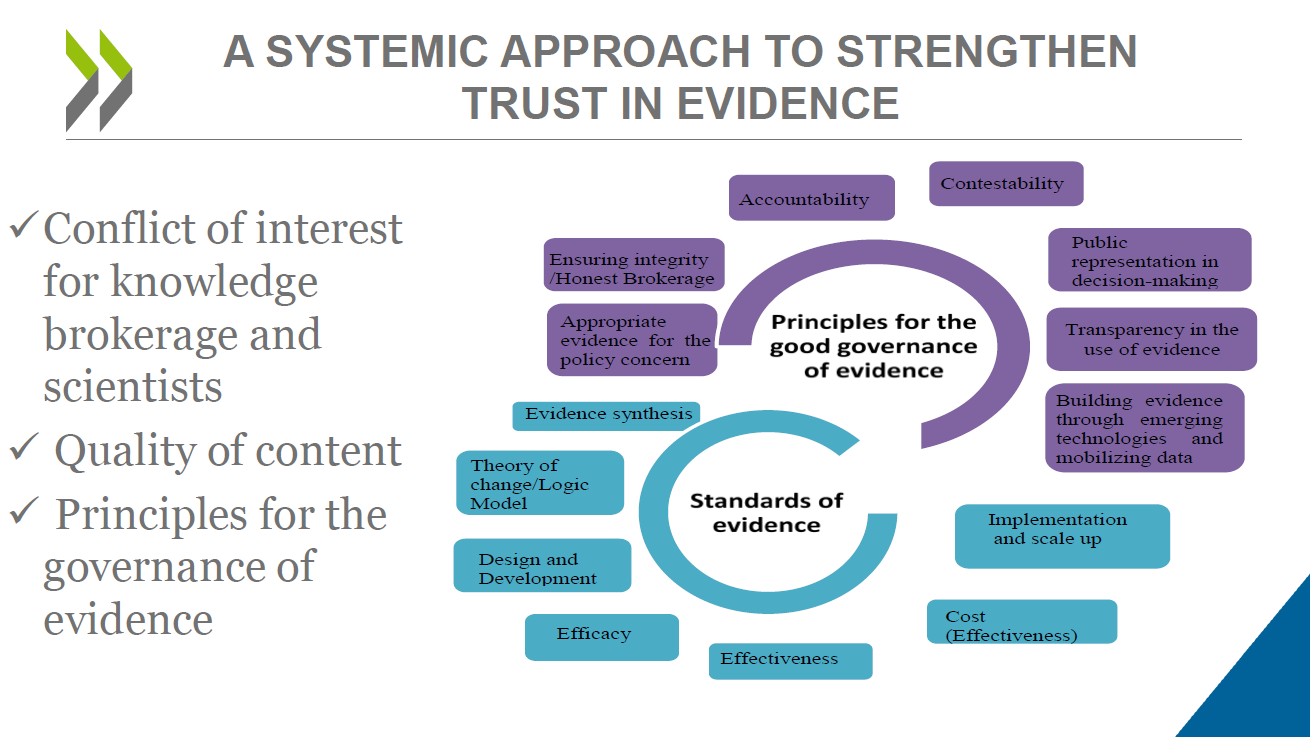 A SYSTEMIC APPROACH TO STRENGTHEN
TRUST IN EVIDENCE
✓Conflict of interest
for knowledge
brokerage and
scientists
✓ Quality of content
✓ Principles for the
governance of
evidence
Accountability
Contestability
Ensuring integrity
/Honest Brokerage
Public
representation in
decision-making
Appropriate
evidence for the
policy concern
Principles for the
good governance
of evidence
Transparency in the
use of evidence
Building evidence
through emerging
technologies and
mobilizing data
Evidence synthesis
Theory of
change/Logic
Model
Standards of
evidence
Design and
Development
Implementation
and scale up
Efficacy
Effectiveness
Cost
(Effectiveness)